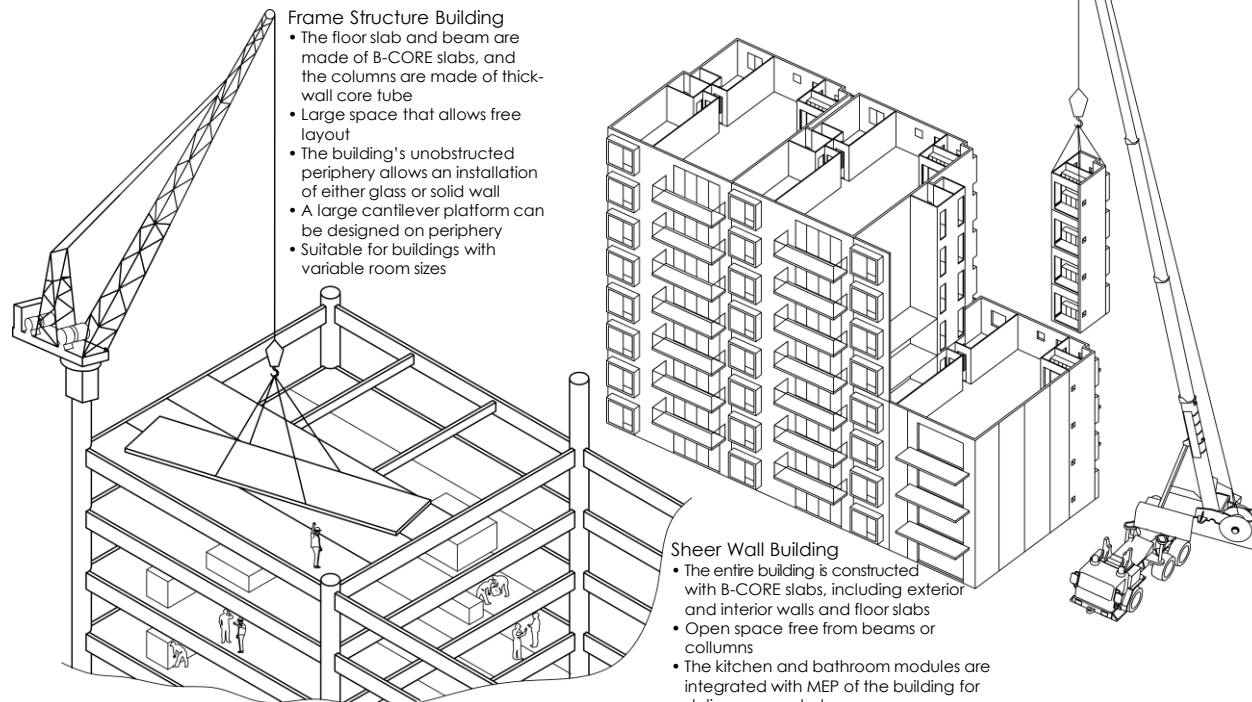 Frame Structure Building
• The floor slab and beam are
made of B-CORE slabs, and
the columns are made of thick-
wall core tube
• Large space that allows free
layout
• The building's unobstructed
periphery allows an installation
of either glass or solid wall
• A large cantilever platform can
be designed on periphery
• Suitable for buildings with
variable room sizes
Sheer Wall Building
• The entire building is constructed
with B-CORE slabs, including exterior
and interior walls and floor slabs
• Open space free from beams or
collumns
• The kitchen and bathroom modules are
integrated with MEP of the building for